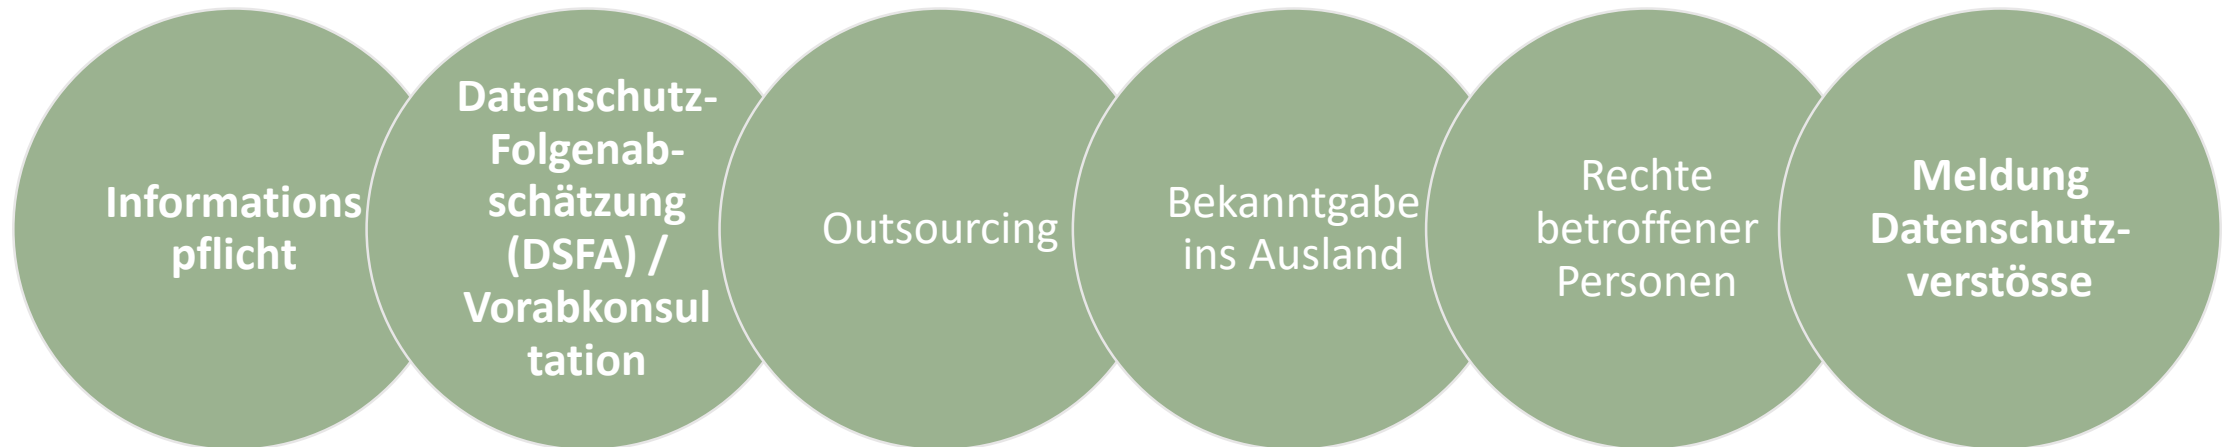 Informations
pflicht
Datenschutz-
Folgenab-
schätzung
(DSFA) /
Vorabkonsul
tation
Outsourcing
Bekanntgabe
ins Ausland
Rechte
betroffener
Personen
Meldung
Datenschutz-
verstösse